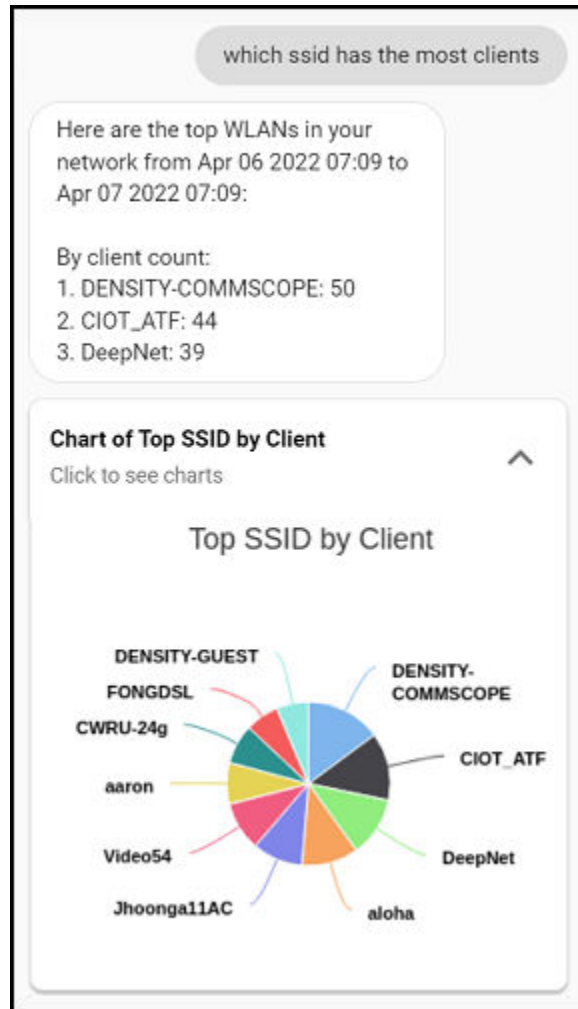 which ssid has the most clients
Here are the top WLANs in your
network from Apr 06 2022 07:09 to
Apr 07 2022 07:09:
By client count:
1. DENSITY-COMMSCOPE: 50
2. CIOT_ATF: 44
3. DeepNet: 39
Chart of Top SSID by Client
Click to see charts
Top SSID by Client
DENSITY-GUEST
DENSITY-
COMMSCOPE
FONGDSL
CWRU-24g
CIOT_ATF
aaron
Video54
DeepNet
Jhoonga11AC
aloha